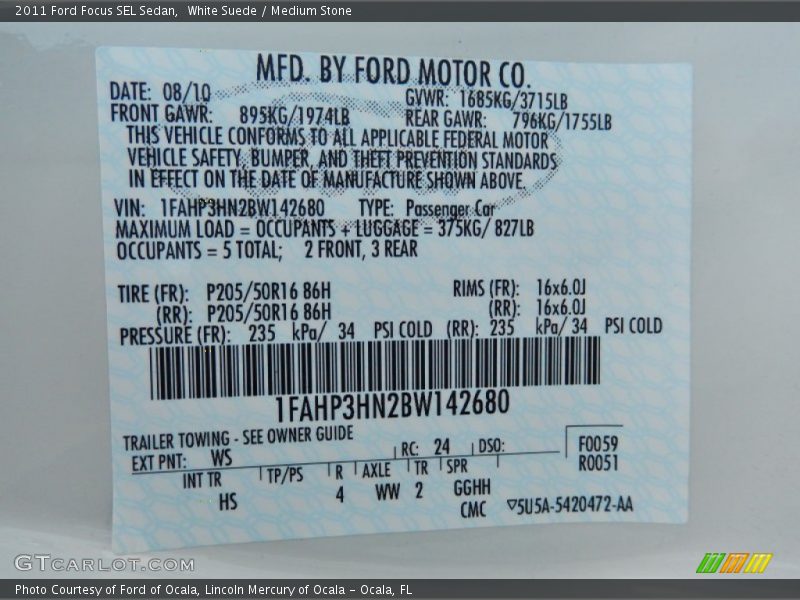 2011 Ford Focus SEL Sedan,  White Suede / Medium Stone
MFD. BY FORD MOTOR CO.
DATE: 08/10 GVWR: 1685KG/3715LB
FRONT GAWR: 895KG/1974LB REAR GAWR: 796KG/1755LB
THIS VEHICLE CONFORMS TO ALL APPLICABLE FEDERAL MOTOR
VEHICLE SAFETY, BUMPER, AND THEFT PREVENTION STANDARDS
IN EFFECT ON THE DATE OF MANUFACTURE SHOWN ABOVE.
VIN: 1FAHP3HN2BW142680 TYPE: Passenger Car
MAXIMUM LOAD = OCCUPANTS + LUGGAGE = 375KG/ 827LB
OCCUPANTS = 5 TOTAL; 2 FRONT, 3 REAR
TIRE (FR): P205/50R16 86H RIMS (FR): 16x6.0J
(RR): P205/50R16 86H (RR): 16x6.0J
PRESSURE (FR): 235 kPa/ 34 PSI COLD (RR): 235 kPa/ 34 PSI COLD
1FAHP3HN2BW142680
TRAILER TOWING - SEE OWNER GUIDE
EXT PNT: WS RC: 24 DSO: F0059
R0051
INT TR TP/PS R AXLE TR SPR
HS 4 WW 2 GGHH
CMC ▽5U5A-5420472-AA
GTCARLOT.COM
Photo Courtesy of Ford of Ocala, Lincoln Mercury of Ocala – Ocala, FL